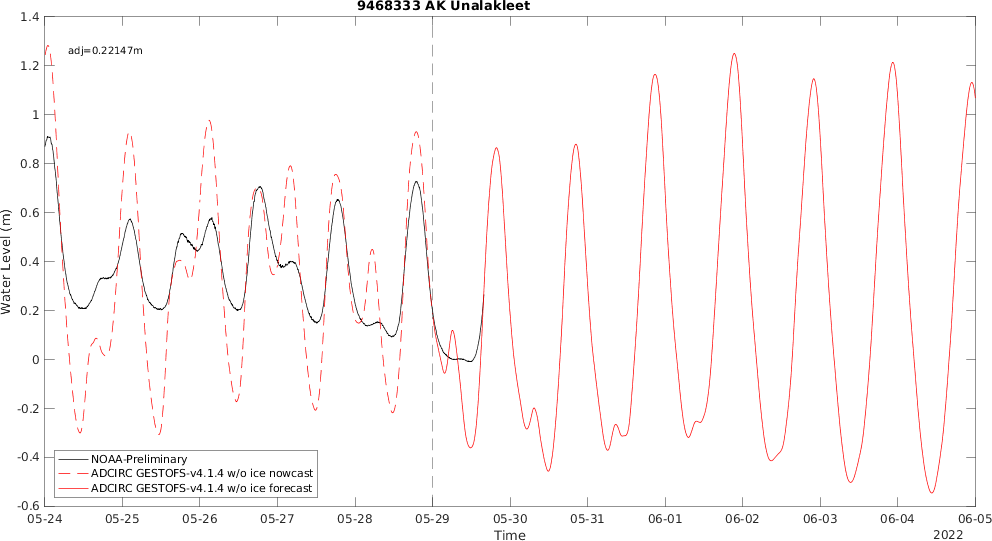 9468333 AK Unalakleet
adj=0.22147m
Water Level (m)
1.4
1.2
1
0.8
0.6
0.4
0.2
0
-0.2
-0.4
-0.6
NOAA-Preliminary
ADCIRC GESTOFS-v4.1.4 w/o ice nowcast
ADCIRC GESTOFS-v4.1.4 w/o ice forecast
05-24 05-25 05-26 05-27 05-28 05-29 05-30 05-31 06-01 06-02 06-03 06-04 06-05
Time
2022